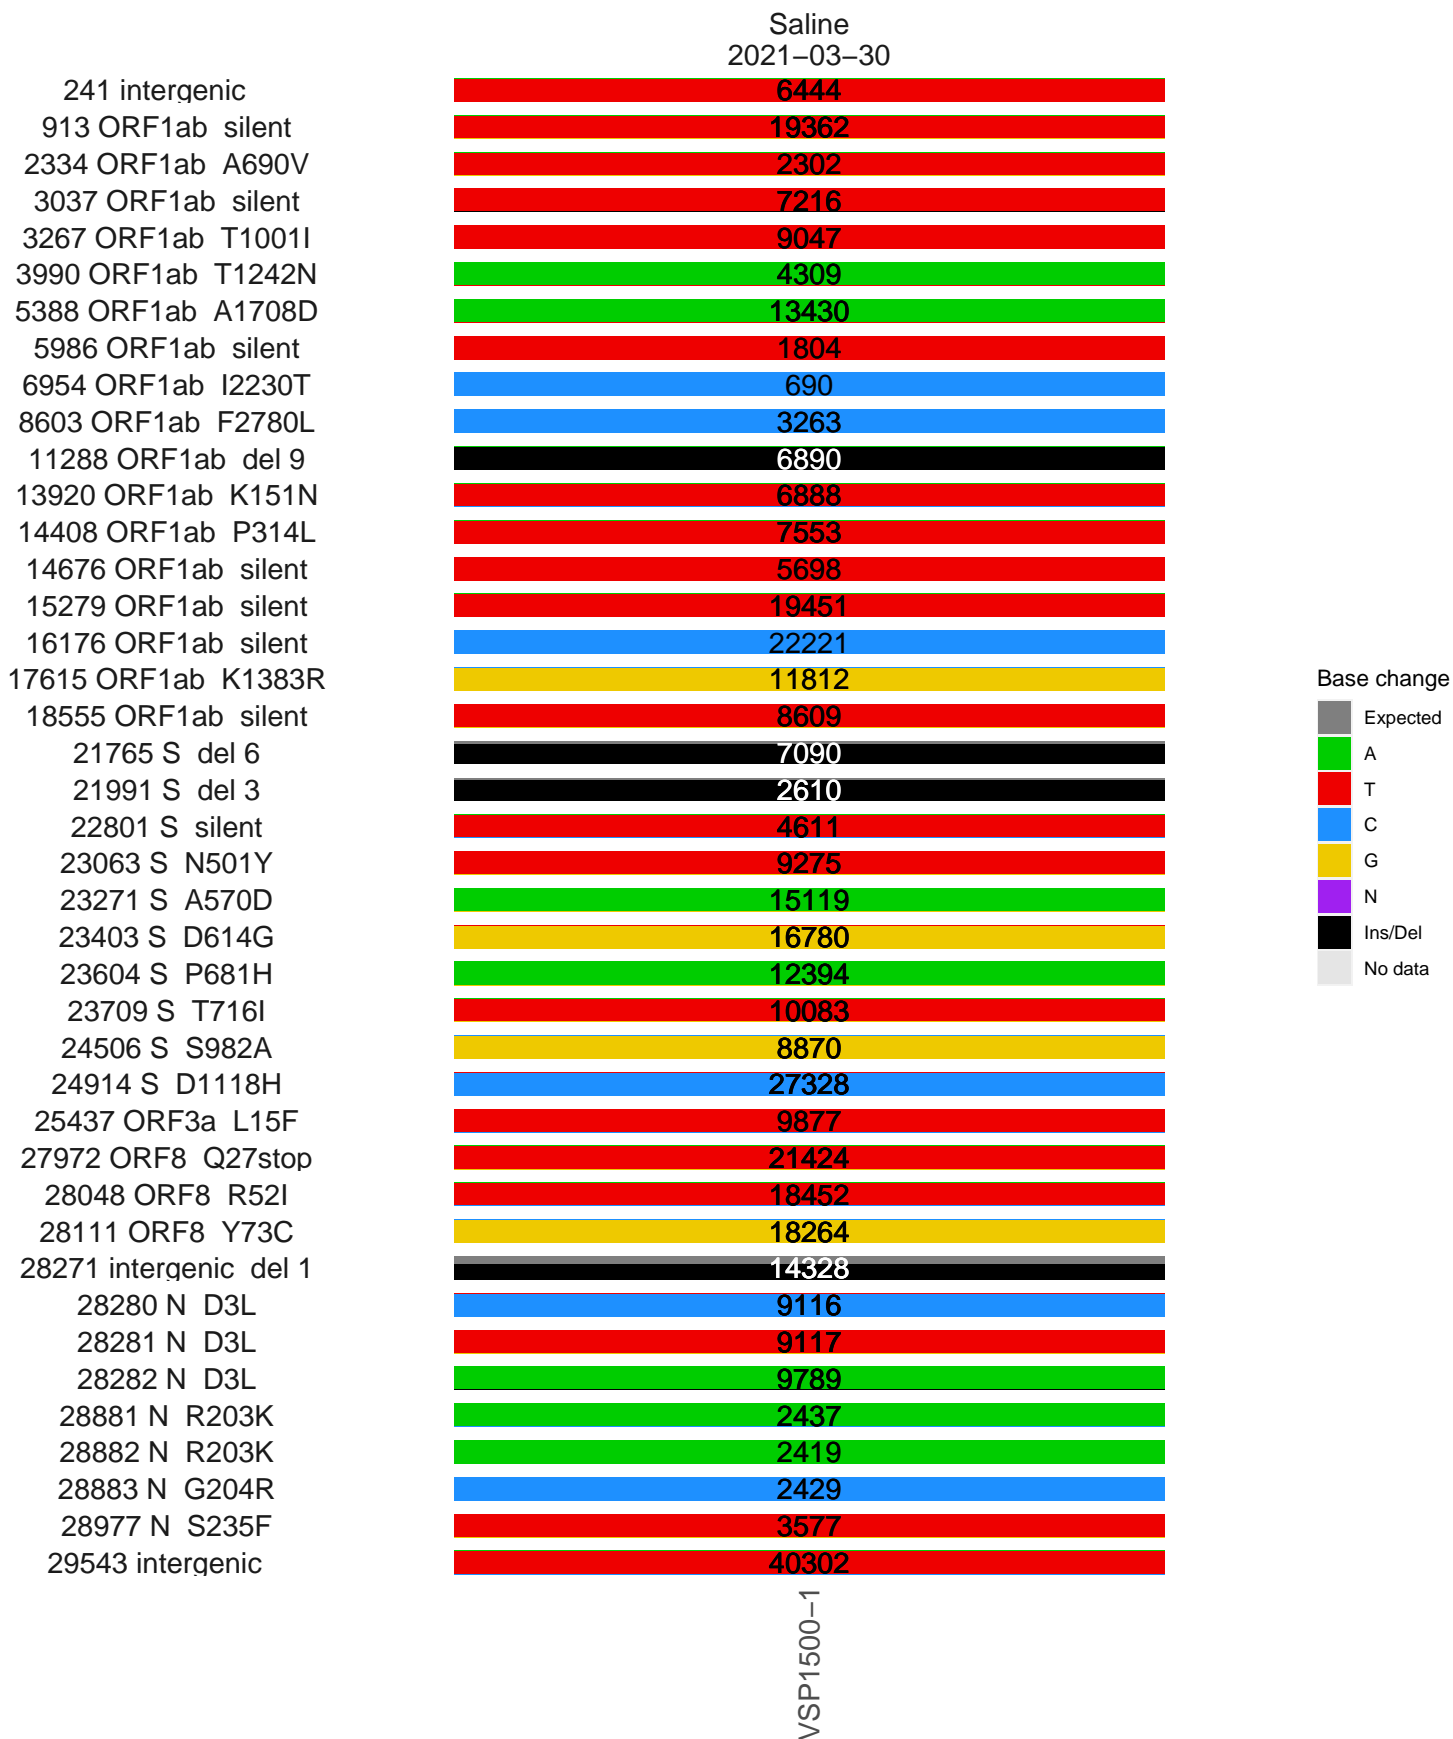 Saline
2021−03−30
241 intergenic 6444
913 ORF1ab silent 19362
2334 ORF1ab A690V 2302
3037 ORF1ab silent 7216
3267 ORF1ab T1001I 9047
3990 ORF1ab T1242N 4309
5388 ORF1ab A1708D 13430
5986 ORF1ab silent 1804
6954 ORF1ab I2230T 690
8603 ORF1ab F2780L 3263
11288 ORF1ab del 9 6890
13920 ORF1ab K151N 6888
14408 ORF1ab P314L 7553
14676 ORF1ab silent 5698
15279 ORF1ab silent 19451
16176 ORF1ab silent 22221
17615 ORF1ab K1383R 11812
18555 ORF1ab silent 8609
21765 S del 6 7090
21991 S del 3 2610
22801 S silent 4611
23063 S N501Y 9275
23271 S A570D 15119
23403 S D614G 16780
23604 S P681H 12394
23709 S T716I 10083
24506 S S982A 8870
24914 S D1118H 27328
25437 ORF3a L15F 9877
27972 ORF8 Q27stop 21424
28048 ORF8 R52I 18452
28111 ORF8 Y73C 18264
28271 intergenic del 1 14328
28280 N D3L 9116
28281 N D3L 9117
28282 N D3L 9789
28881 N R203K 2437
28882 N R203K 2419
28883 N G204R 2429
28977 N S235F 3577
29543 intergenic 40302
VSP1500−1
Base change
Expected
A
T
C
G
N
Ins/Del
No data